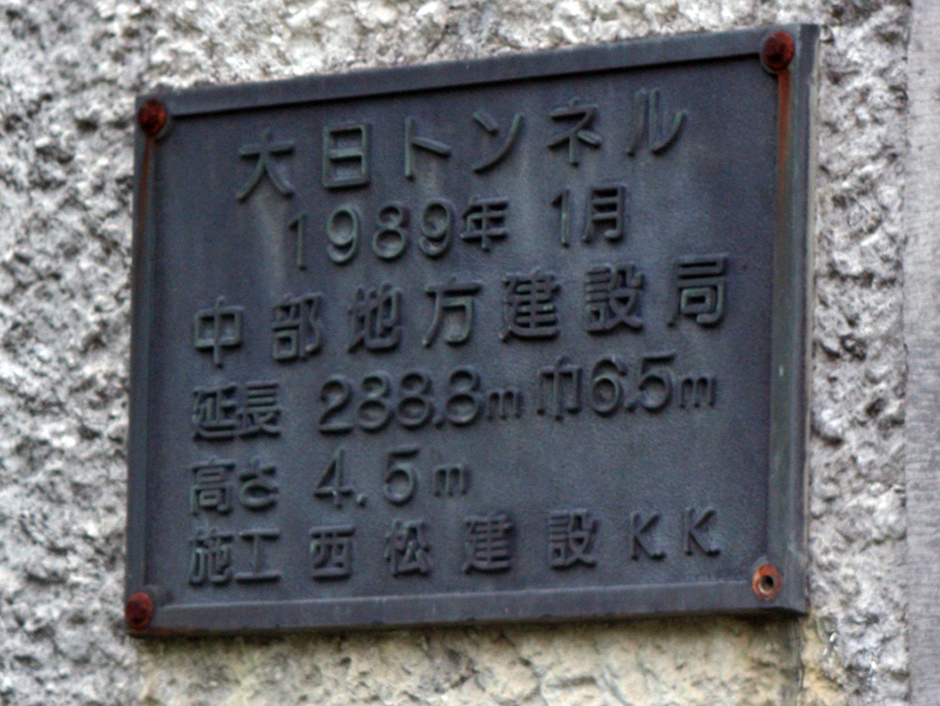 大日トンネル
1989年 1月
中部地方建設局
延長 288.8m 巾6.5m
高さ 4.5m
施工 西松建設KK